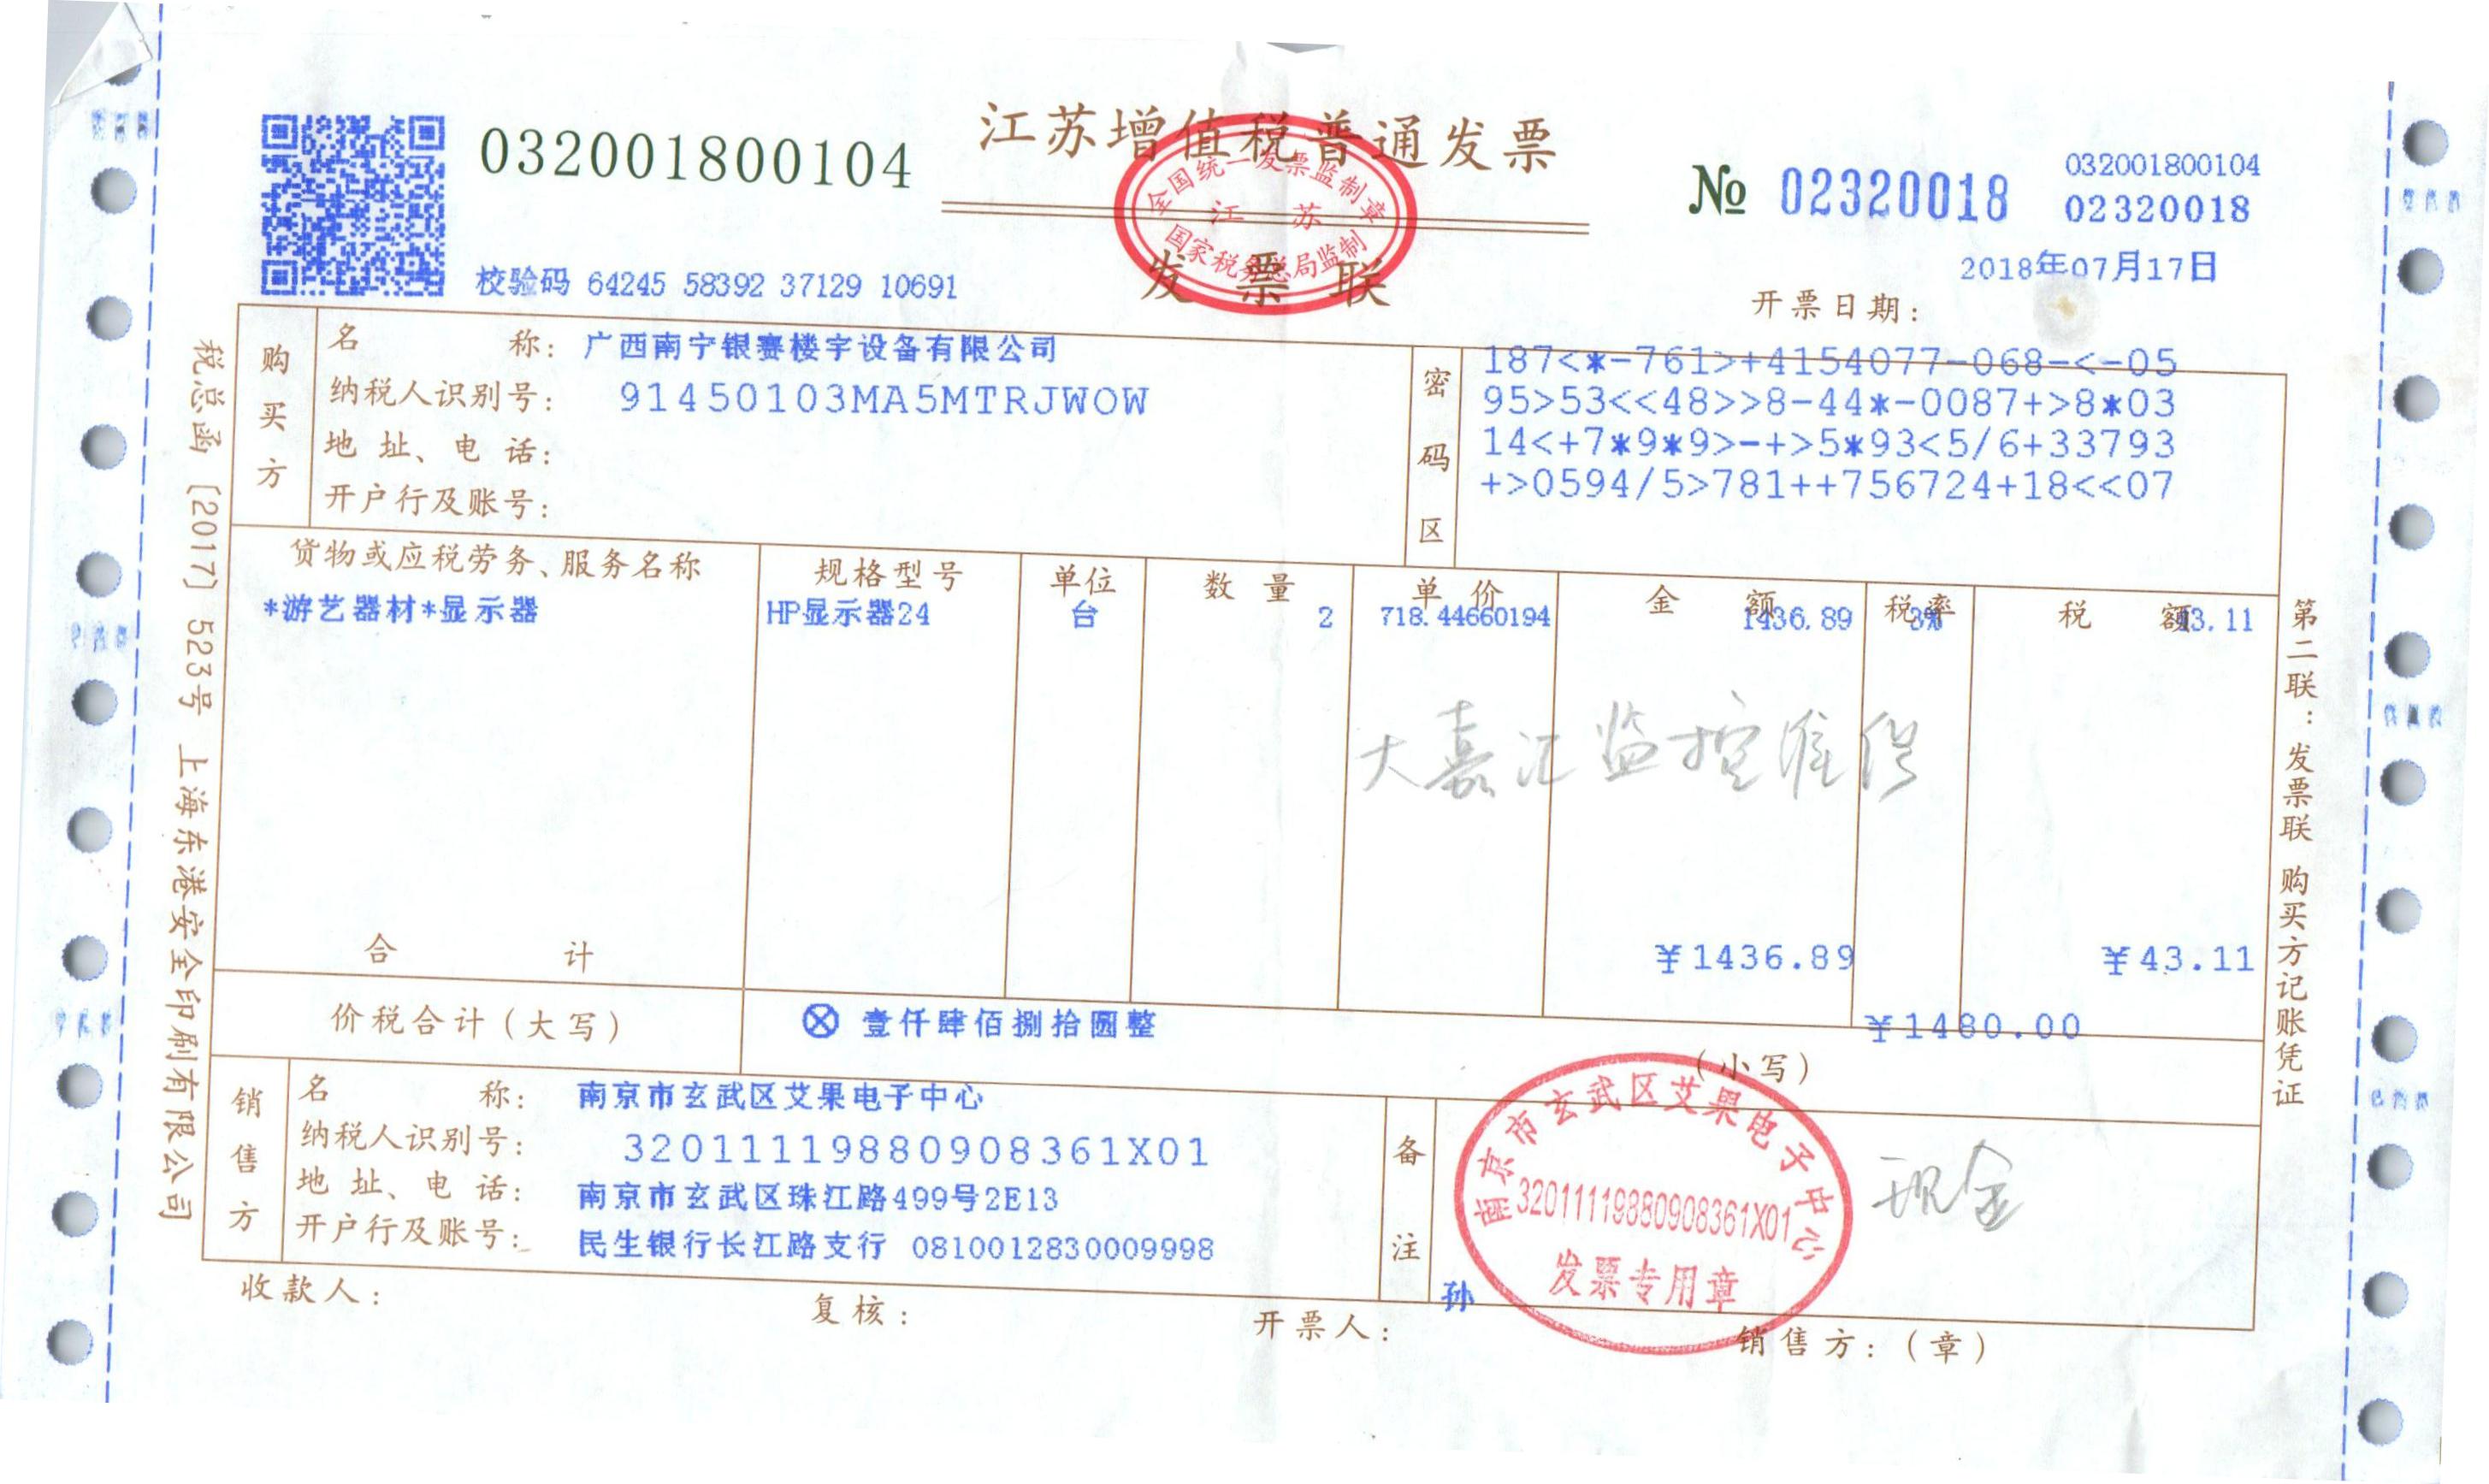 032001800104
江苏增值税普通发票
全国统一发票监制章
江苏
国家税务总局监制
发票联
№ 02320018
032001800104
02320018
校验码 64245 58392 37129 10691
2018年07月17日
开票日期:
税总函〔2017〕523号 上海东港安全印刷有限公司
购买方
名称: 广西南宁银赛楼宇设备有限公司
纳税人识别号: 91450103MA5MTRJW0W
地址、电话:
开户行及账号:
密码区
187<*-761>+4154077-068-<-05
95>53<<48>>8-44*-0087+>8*03
14<+7*9*9>-+>5*93<5/6+33793
+>0594/5>781++756724+18<<07
货物或应税劳务、服务名称 规格型号 单位 数量 单价 金额 税率 税额
*游艺器材*显示器 HP显示器24 台 2 718.44660194 1436.89 3% 43.11
大嘉汇监控
合计 ¥1436.89 ¥43.11
价税合计(大写) ⊗ 壹仟肆佰捌拾圆整 (小写) ¥1480.00
销售方
名称: 南京市玄武区艾果电子中心
纳税人识别号: 32011119880908361X01
地址、电话: 南京市玄武区珠江路499号2E13
开户行及账号: 民生银行长江路支行 0810012830009998
备注
南京市玄武区艾果电子中心
32011119880908361X01
发票专用章
现金
收款人: 复核: 开票人: 孙 销售方:(章)
第二联:发票联 购买方记账凭证